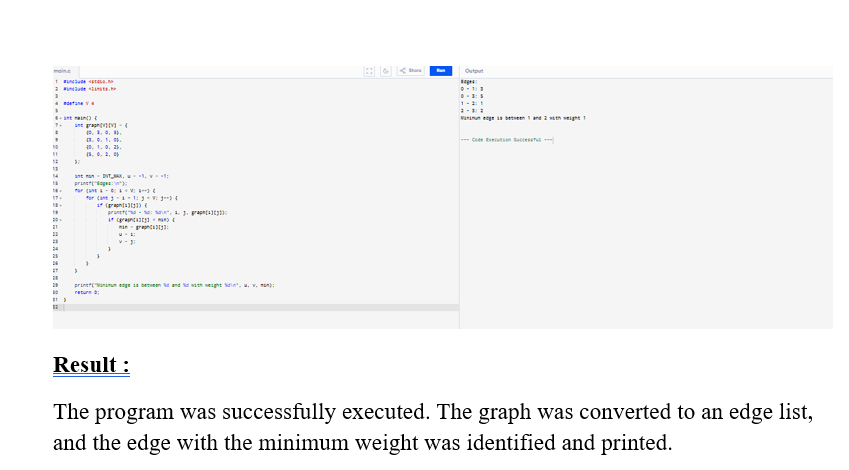 main.c
Share
Run
Output
1 #include <stdio.h>
2 #include <limits.h>
3
4 #define V 4
5
6 int main() {
7 int graph[V][V] = {
8 {0, 3, 0, 5},
9 {3, 0, 1, 0},
10 {0, 1, 0, 2},
11 {5, 0, 2, 0}
12 };
13
14 int min = INT_MAX, u = -1, v = -1;
15 printf("Edges:\n");
16 for (int i = 0; i < V; i++) {
17 for (int j = i + 1; j < V; j++) {
18 if (graph[i][j]) {
19 printf("%d - %d: %d\n", i, j, graph[i][j]);
20 if (graph[i][j] < min) {
21 min = graph[i][j];
22 u = i;
23 v = j;
24 }
25 }
26 }
27 }
28
29 printf("Minimum edge is between %d and %d with weight %d\n", u, v, min);
30 return 0;
31 }
32
Edges:
0 - 1: 3
0 - 3: 5
1 - 2: 1
2 - 3: 2
Minimum edge is between 1 and 2 with weight 1
=== Code Execution Successful ===
Result :
The program was successfully executed. The graph was converted to an edge list,
and the edge with the minimum weight was identified and printed.